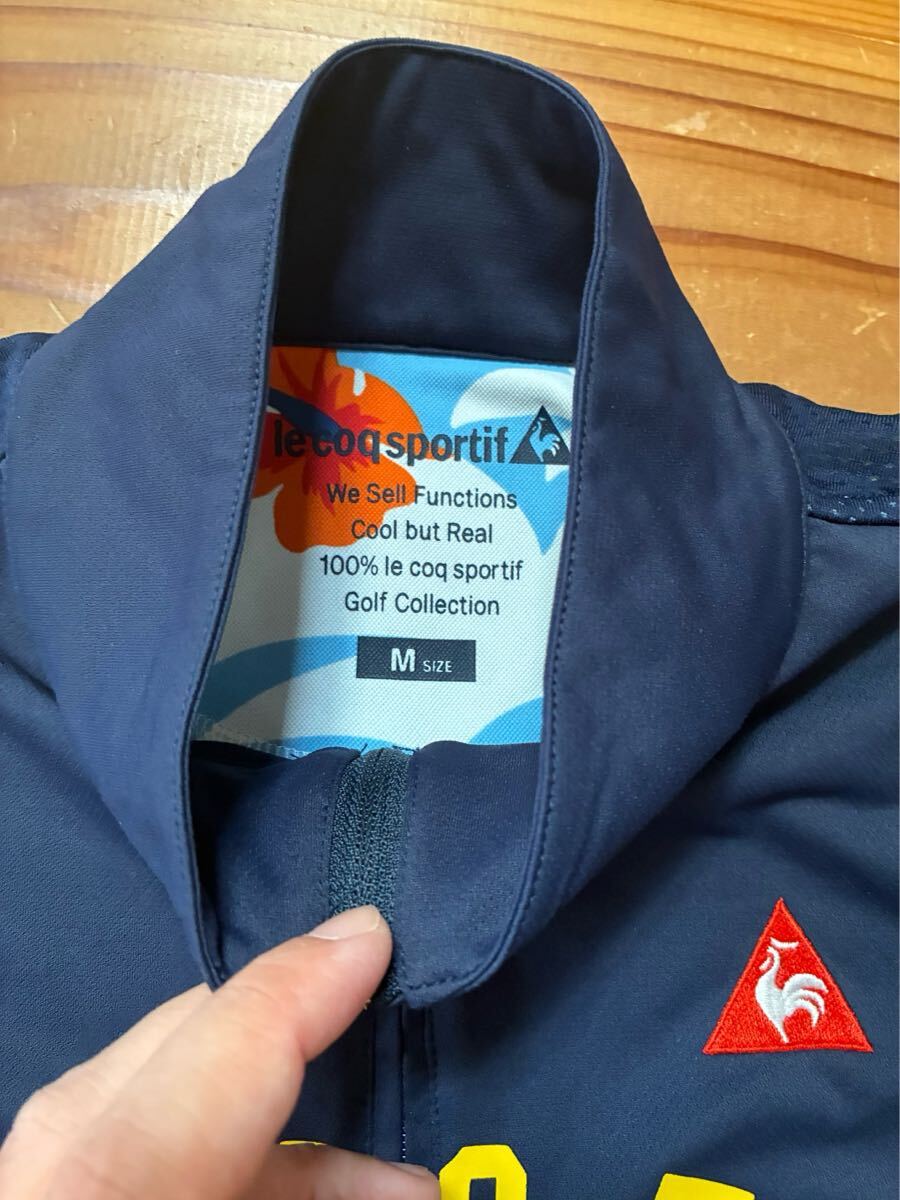 le coq sportif
We Sell Functions
Cool but Real
100% le coq sportif
Golf Collection
M SIZE